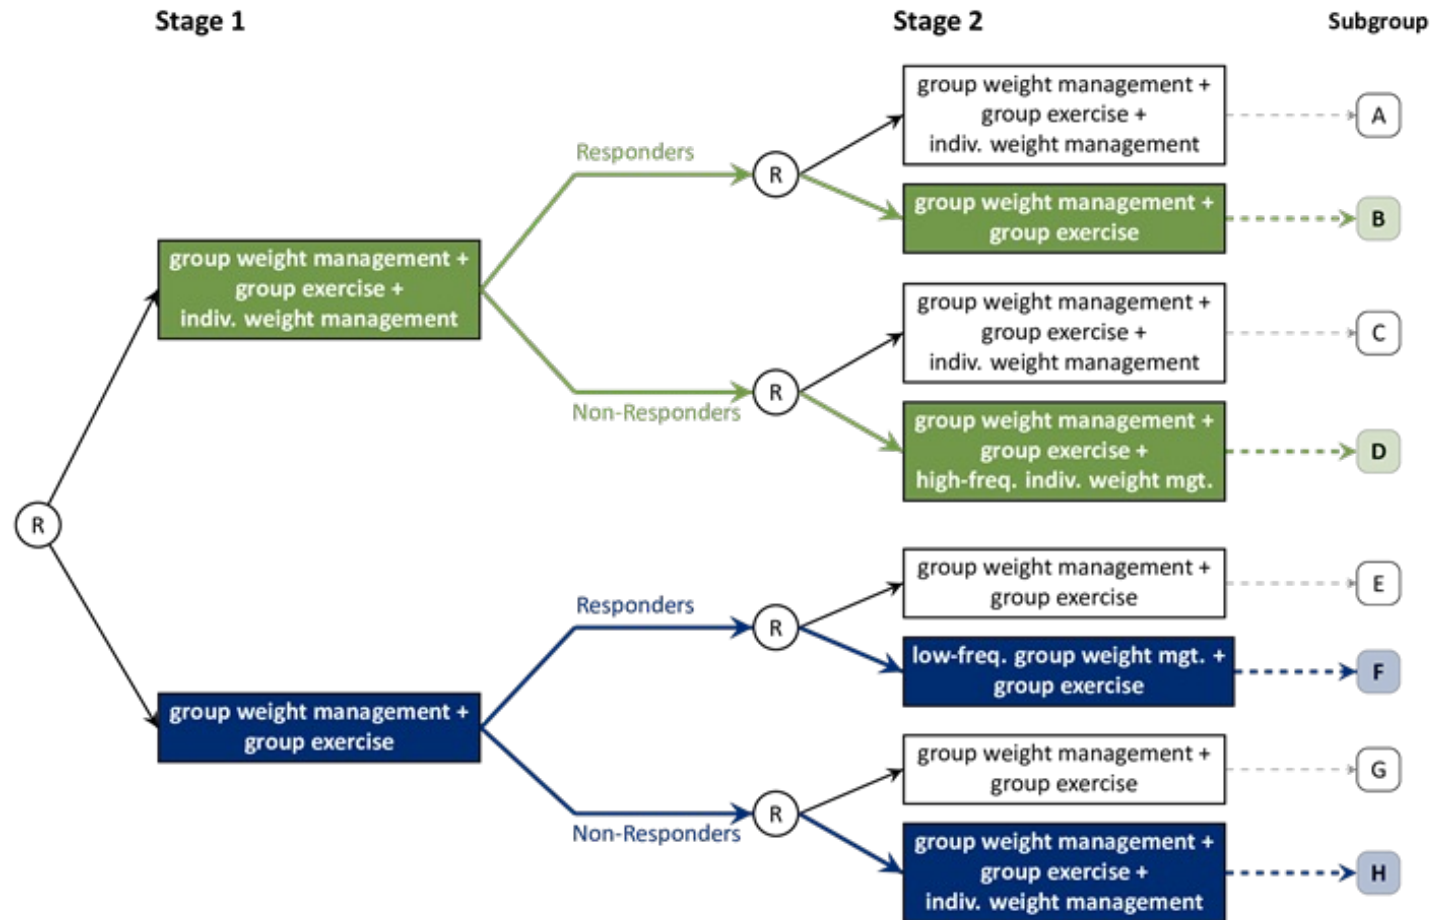 Stage 1
Stage 2
Subgroup
group weight management +
group exercise +
indiv. weight management
A
Responders
R
group weight management +
group exercise
B
group weight management +
group exercise +
indiv. weight management
group weight management +
group exercise +
indiv. weight management
C
Non-Responders
R
group weight management +
group exercise +
high-freq. indiv. weight mgt.
D
R
group weight management +
group exercise
E
Responders
R
low-freq. group weight mgt. +
group exercise
F
group weight management +
group exercise
group weight management +
group exercise
G
Non-Responders
R
group weight management +
group exercise +
indiv. weight management
H